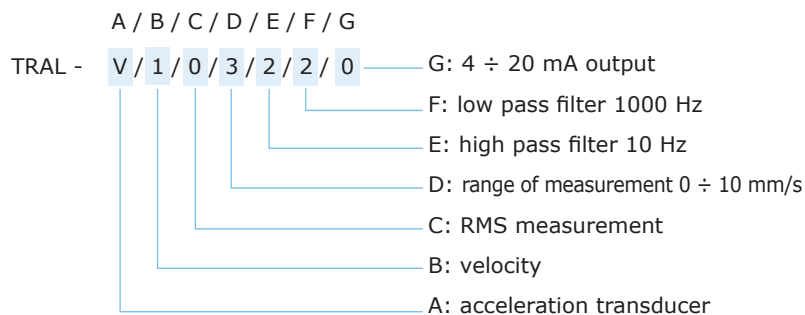 A / B / C / D / E / F / G
TRAL - V / 1 / 0 / 3 / 2 / 2 / 0
G: 4 ÷ 20 mA output
F: low pass filter 1000 Hz
E: high pass filter 10 Hz
D: range of measurement 0 ÷ 10 mm/s
C: RMS measurement
B: velocity
A: acceleration transducer